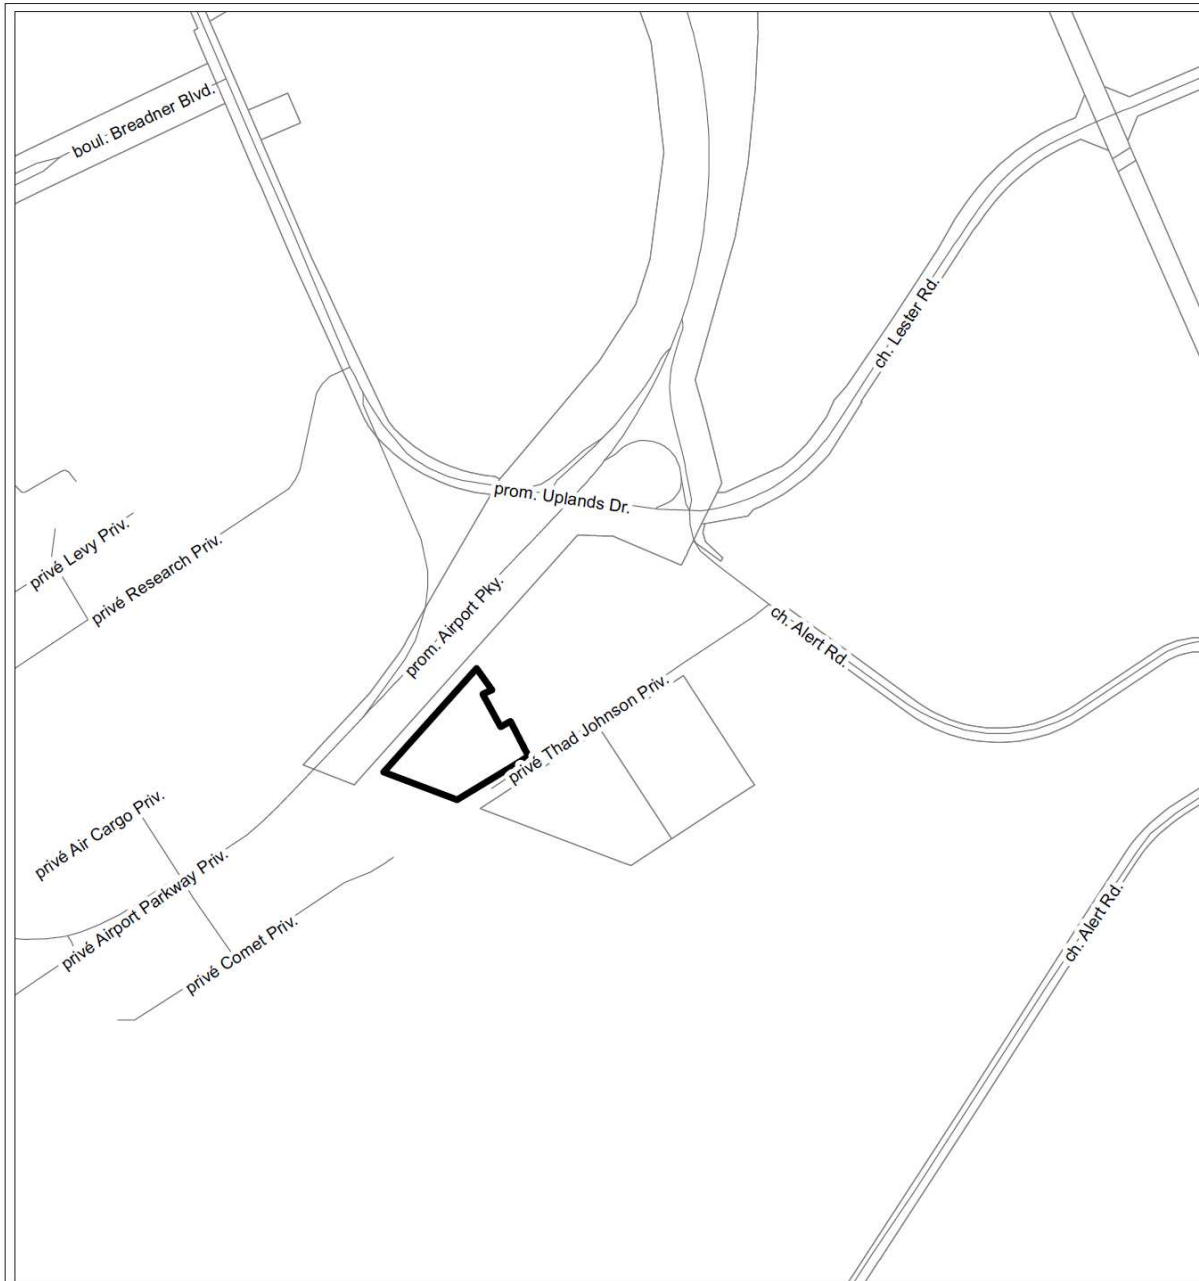 boul. Breadner Blvd.
ch. Lester Rd.
prom. Uplands Dr.
privé Levy Priv.
privé Research Priv.
prom. Airport Pky.
ch. Alert Rd.
privé Thad Johnson Priv.
privé Air Cargo Priv.
privé Airport Parkway Priv.
ch. Alert Rd.
privé Comet Priv.